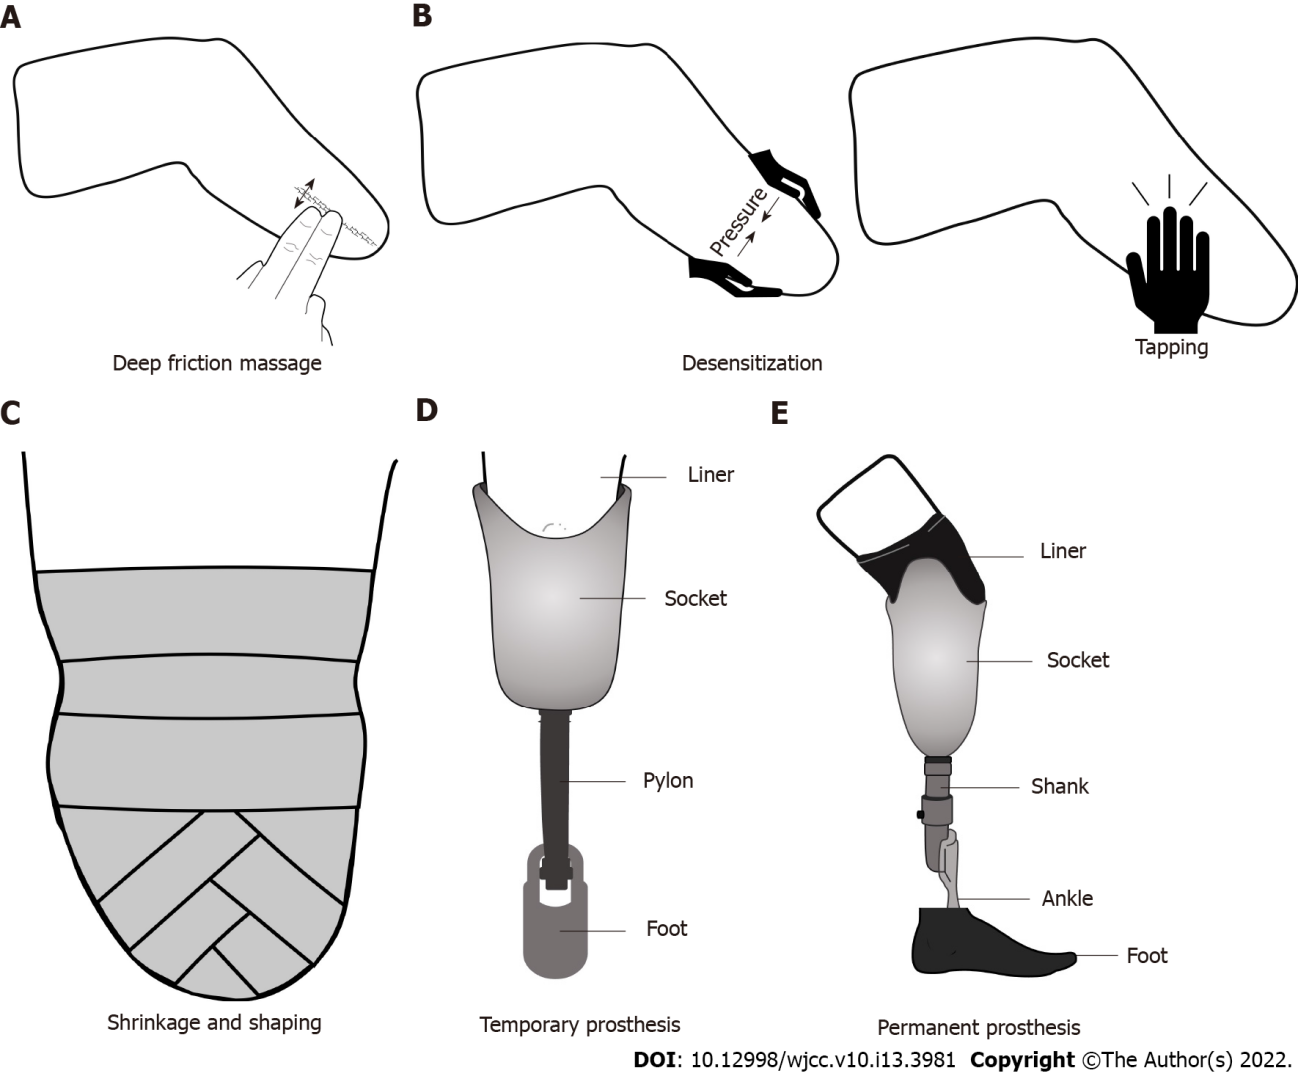 A
B
Pressure
Deep friction massage
Desensitization
Tapping
C
D
E
Liner
Socket
Pylon
Foot
Liner
Socket
Shank
Ankle
Foot
Shrinkage and shaping
Temporary prosthesis
Permanent prosthesis
DOI: 10.12998/wjcc.v10.i13.3981 Copyright ©The Author(s) 2022.